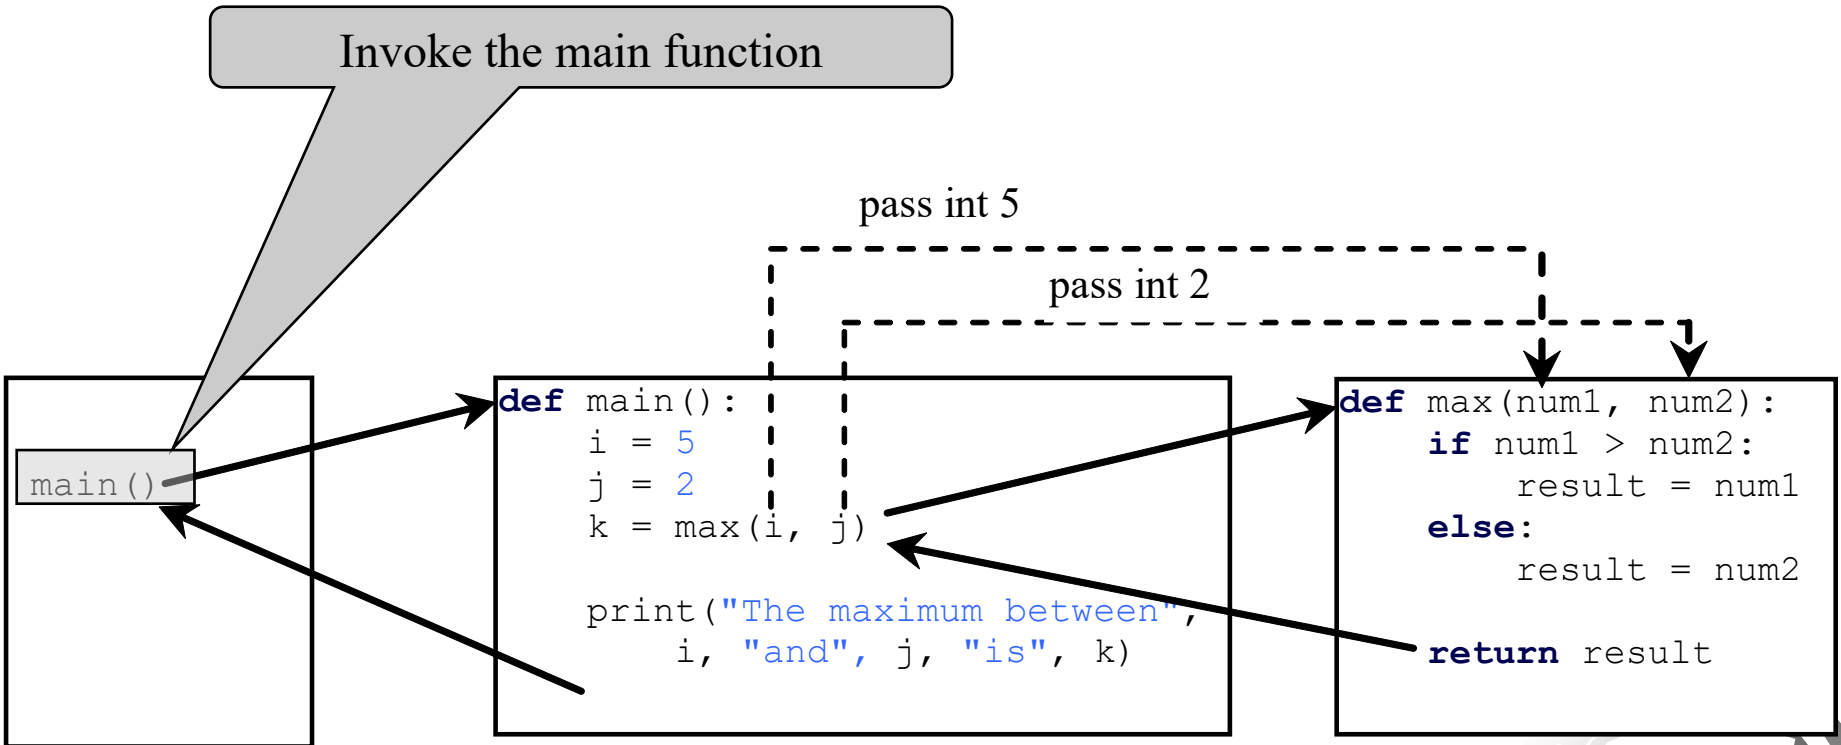 Invoke the main function
pass int 5
pass int 2
main()
def main():
    i = 5
    j = 2
    k = max(i, j)
    print("The maximum between",
        i, "and", j, "is", k)
def max(num1, num2):
    if num1 > num2:
        result = num1
    else:
        result = num2
    return result